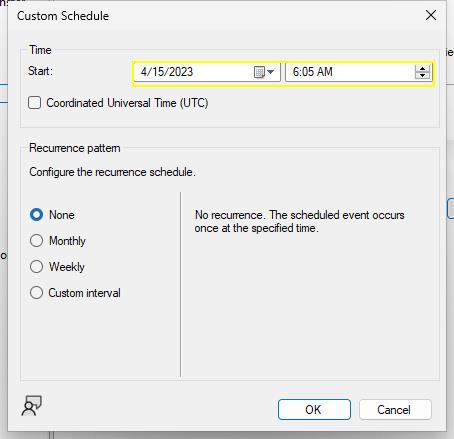 Custom Schedule
Time
Start:
4/15/2023
6:05 AM
Coordinated Universal Time (UTC)
Recurrence pattern
Configure the recurrence schedule.
None
Monthly
Weekly
Custom interval
No recurrence. The scheduled event occurs
once at the specified time.
OK
Cancel